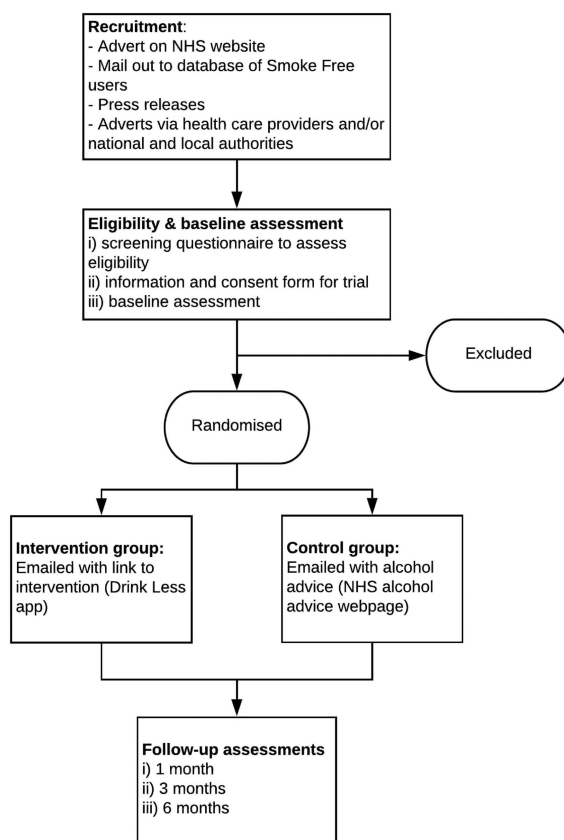 Recruitment:
- Advert on NHS website
- Mail out to database of Smoke Free
users
- Press releases
- Adverts via health care providers and/or
national and local authorities
Eligibility & baseline assessment
i) screening questionnaire to assess
eligibility
ii) information and consent form for trial
iii) baseline assessment
Excluded
Randomised
Intervention group:
Emailed with link to
intervention (Drink Less
app)
Control group:
Emailed with alcohol
advice (NHS alcohol
advice webpage)
Follow-up assessments
i) 1 month
ii) 3 months
iii) 6 months